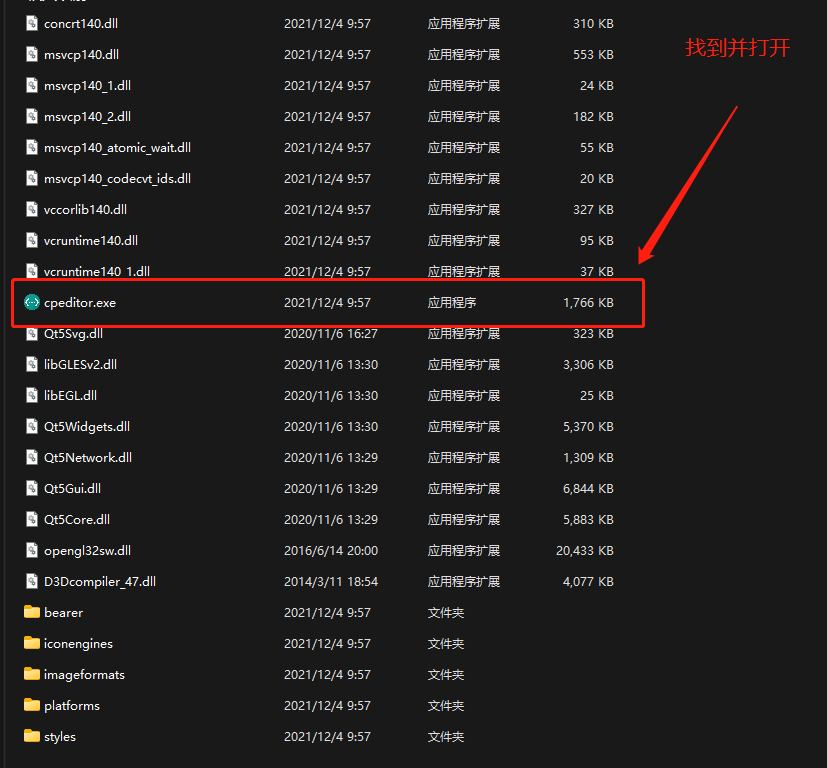 concrt140.dll 2021/12/4 9:57 应用程序扩展 310 KB
找到并打开
msvcp140.dll 2021/12/4 9:57 应用程序扩展 553 KB
msvcp140_1.dll 2021/12/4 9:57 应用程序扩展 24 KB
msvcp140_2.dll 2021/12/4 9:57 应用程序扩展 182 KB
msvcp140_atomic_wait.dll 2021/12/4 9:57 应用程序扩展 55 KB
msvcp140_codecvt_ids.dll 2021/12/4 9:57 应用程序扩展 20 KB
vccorlib140.dll 2021/12/4 9:57 应用程序扩展 327 KB
vcruntime140.dll 2021/12/4 9:57 应用程序扩展 95 KB
vcruntime140_1.dll 2021/12/4 9:57 应用程序扩展 37 KB
cpeditor.exe 2021/12/4 9:57 应用程序 1,766 KB
Qt5Svg.dll 2020/11/6 16:27 应用程序扩展 323 KB
libGLESv2.dll 2020/11/6 13:30 应用程序扩展 3,306 KB
libEGL.dll 2020/11/6 13:30 应用程序扩展 25 KB
Qt5Widgets.dll 2020/11/6 13:30 应用程序扩展 5,370 KB
Qt5Network.dll 2020/11/6 13:29 应用程序扩展 1,309 KB
Qt5Gui.dll 2020/11/6 13:29 应用程序扩展 6,844 KB
Qt5Core.dll 2020/11/6 13:29 应用程序扩展 5,883 KB
opengl32sw.dll 2016/6/14 20:00 应用程序扩展 20,433 KB
D3Dcompiler_47.dll 2014/3/11 18:54 应用程序扩展 4,077 KB
bearer 2021/12/4 9:57 文件夹
iconengines 2021/12/4 9:57 文件夹
imageformats 2021/12/4 9:57 文件夹
platforms 2021/12/4 9:57 文件夹
styles 2021/12/4 9:57 文件夹